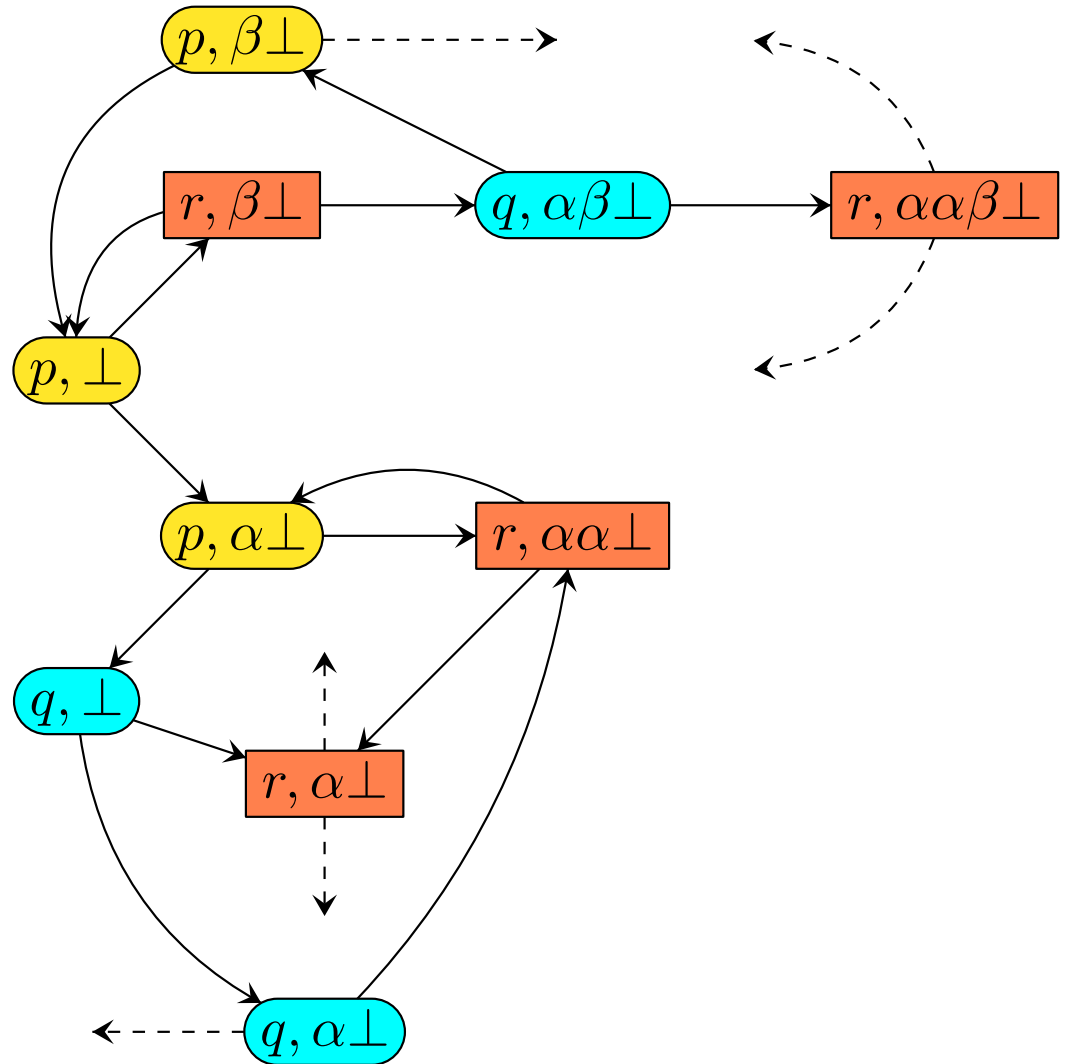 p, β⊥
r, β⊥
q, αβ⊥
r, ααβ⊥
p, ⊥
p, α⊥
r, αα⊥
q, ⊥
r, α⊥
q, α⊥